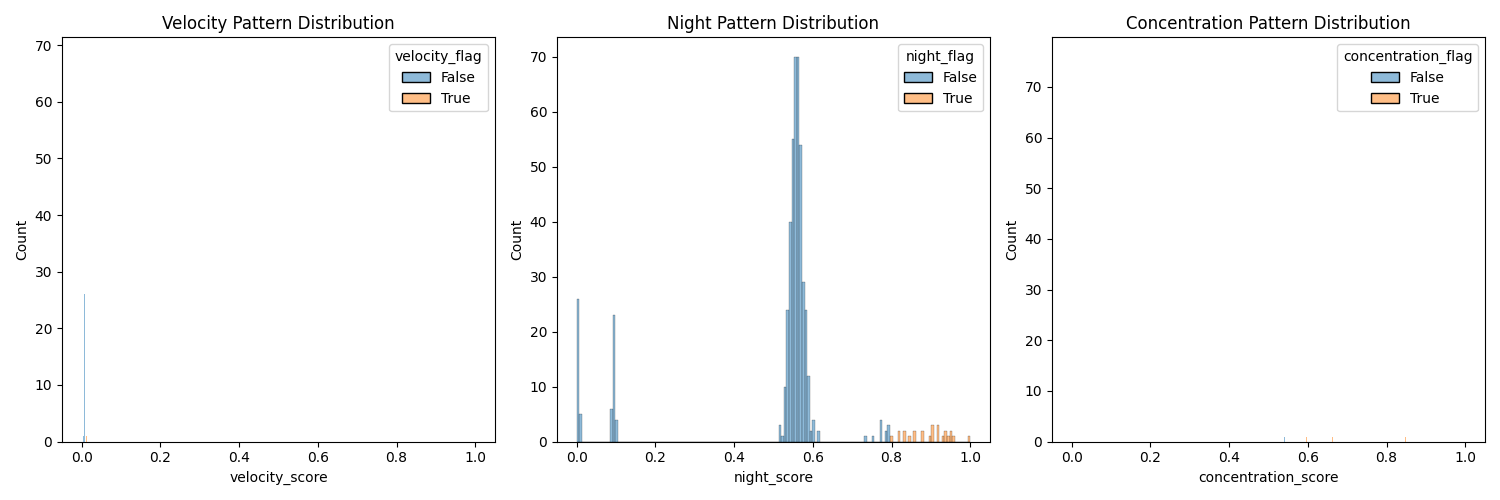 Velocity Pattern Distribution
velocity_flag
False
True
70
60
50
40
30
20
10
0
Count
0.0 0.2 0.4 0.6 0.8 1.0
velocity_score
Night Pattern Distribution
night_flag
False
True
70
60
50
40
30
20
10
0
Count
0.0 0.2 0.4 0.6 0.8 1.0
night_score
Concentration Pattern Distribution
concentration_flag
False
True
70
60
50
40
30
20
10
0
Count
0.0 0.2 0.4 0.6 0.8 1.0
concentration_score